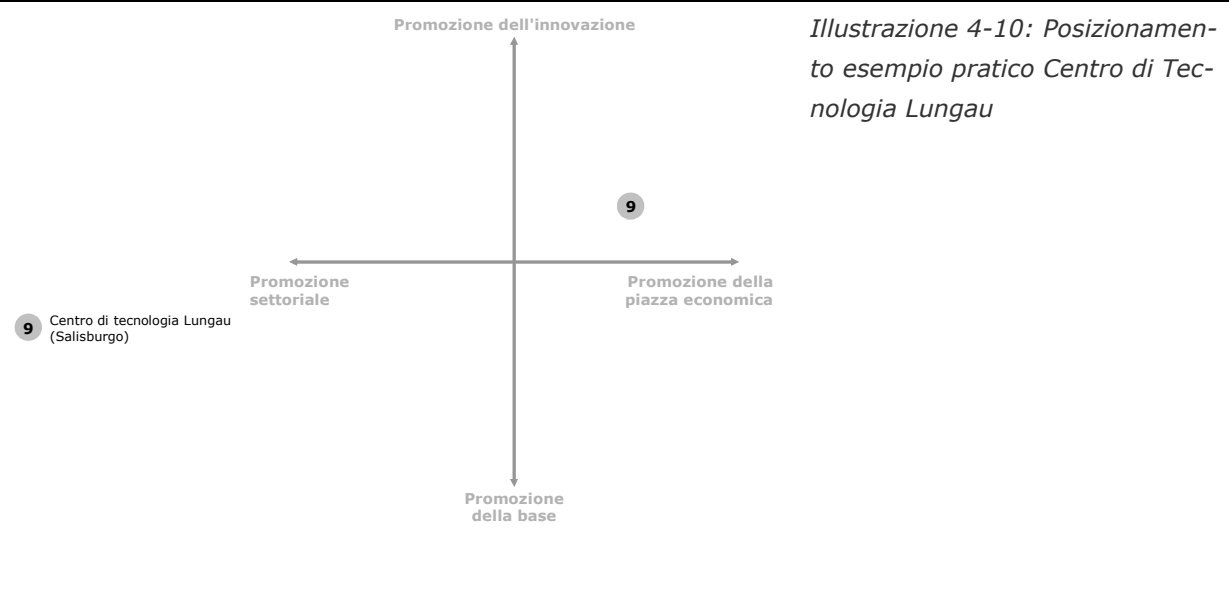 Promozione dell'innovazione
Illustrazione 4-10: Posizionamen-
to esempio pratico Centro di Tec-
nologia Lungau
9
Promozione
settoriale
Promozione della
piazza economica
9 Centro di tecnologia Lungau
(Salisburgo)
Promozione
della base